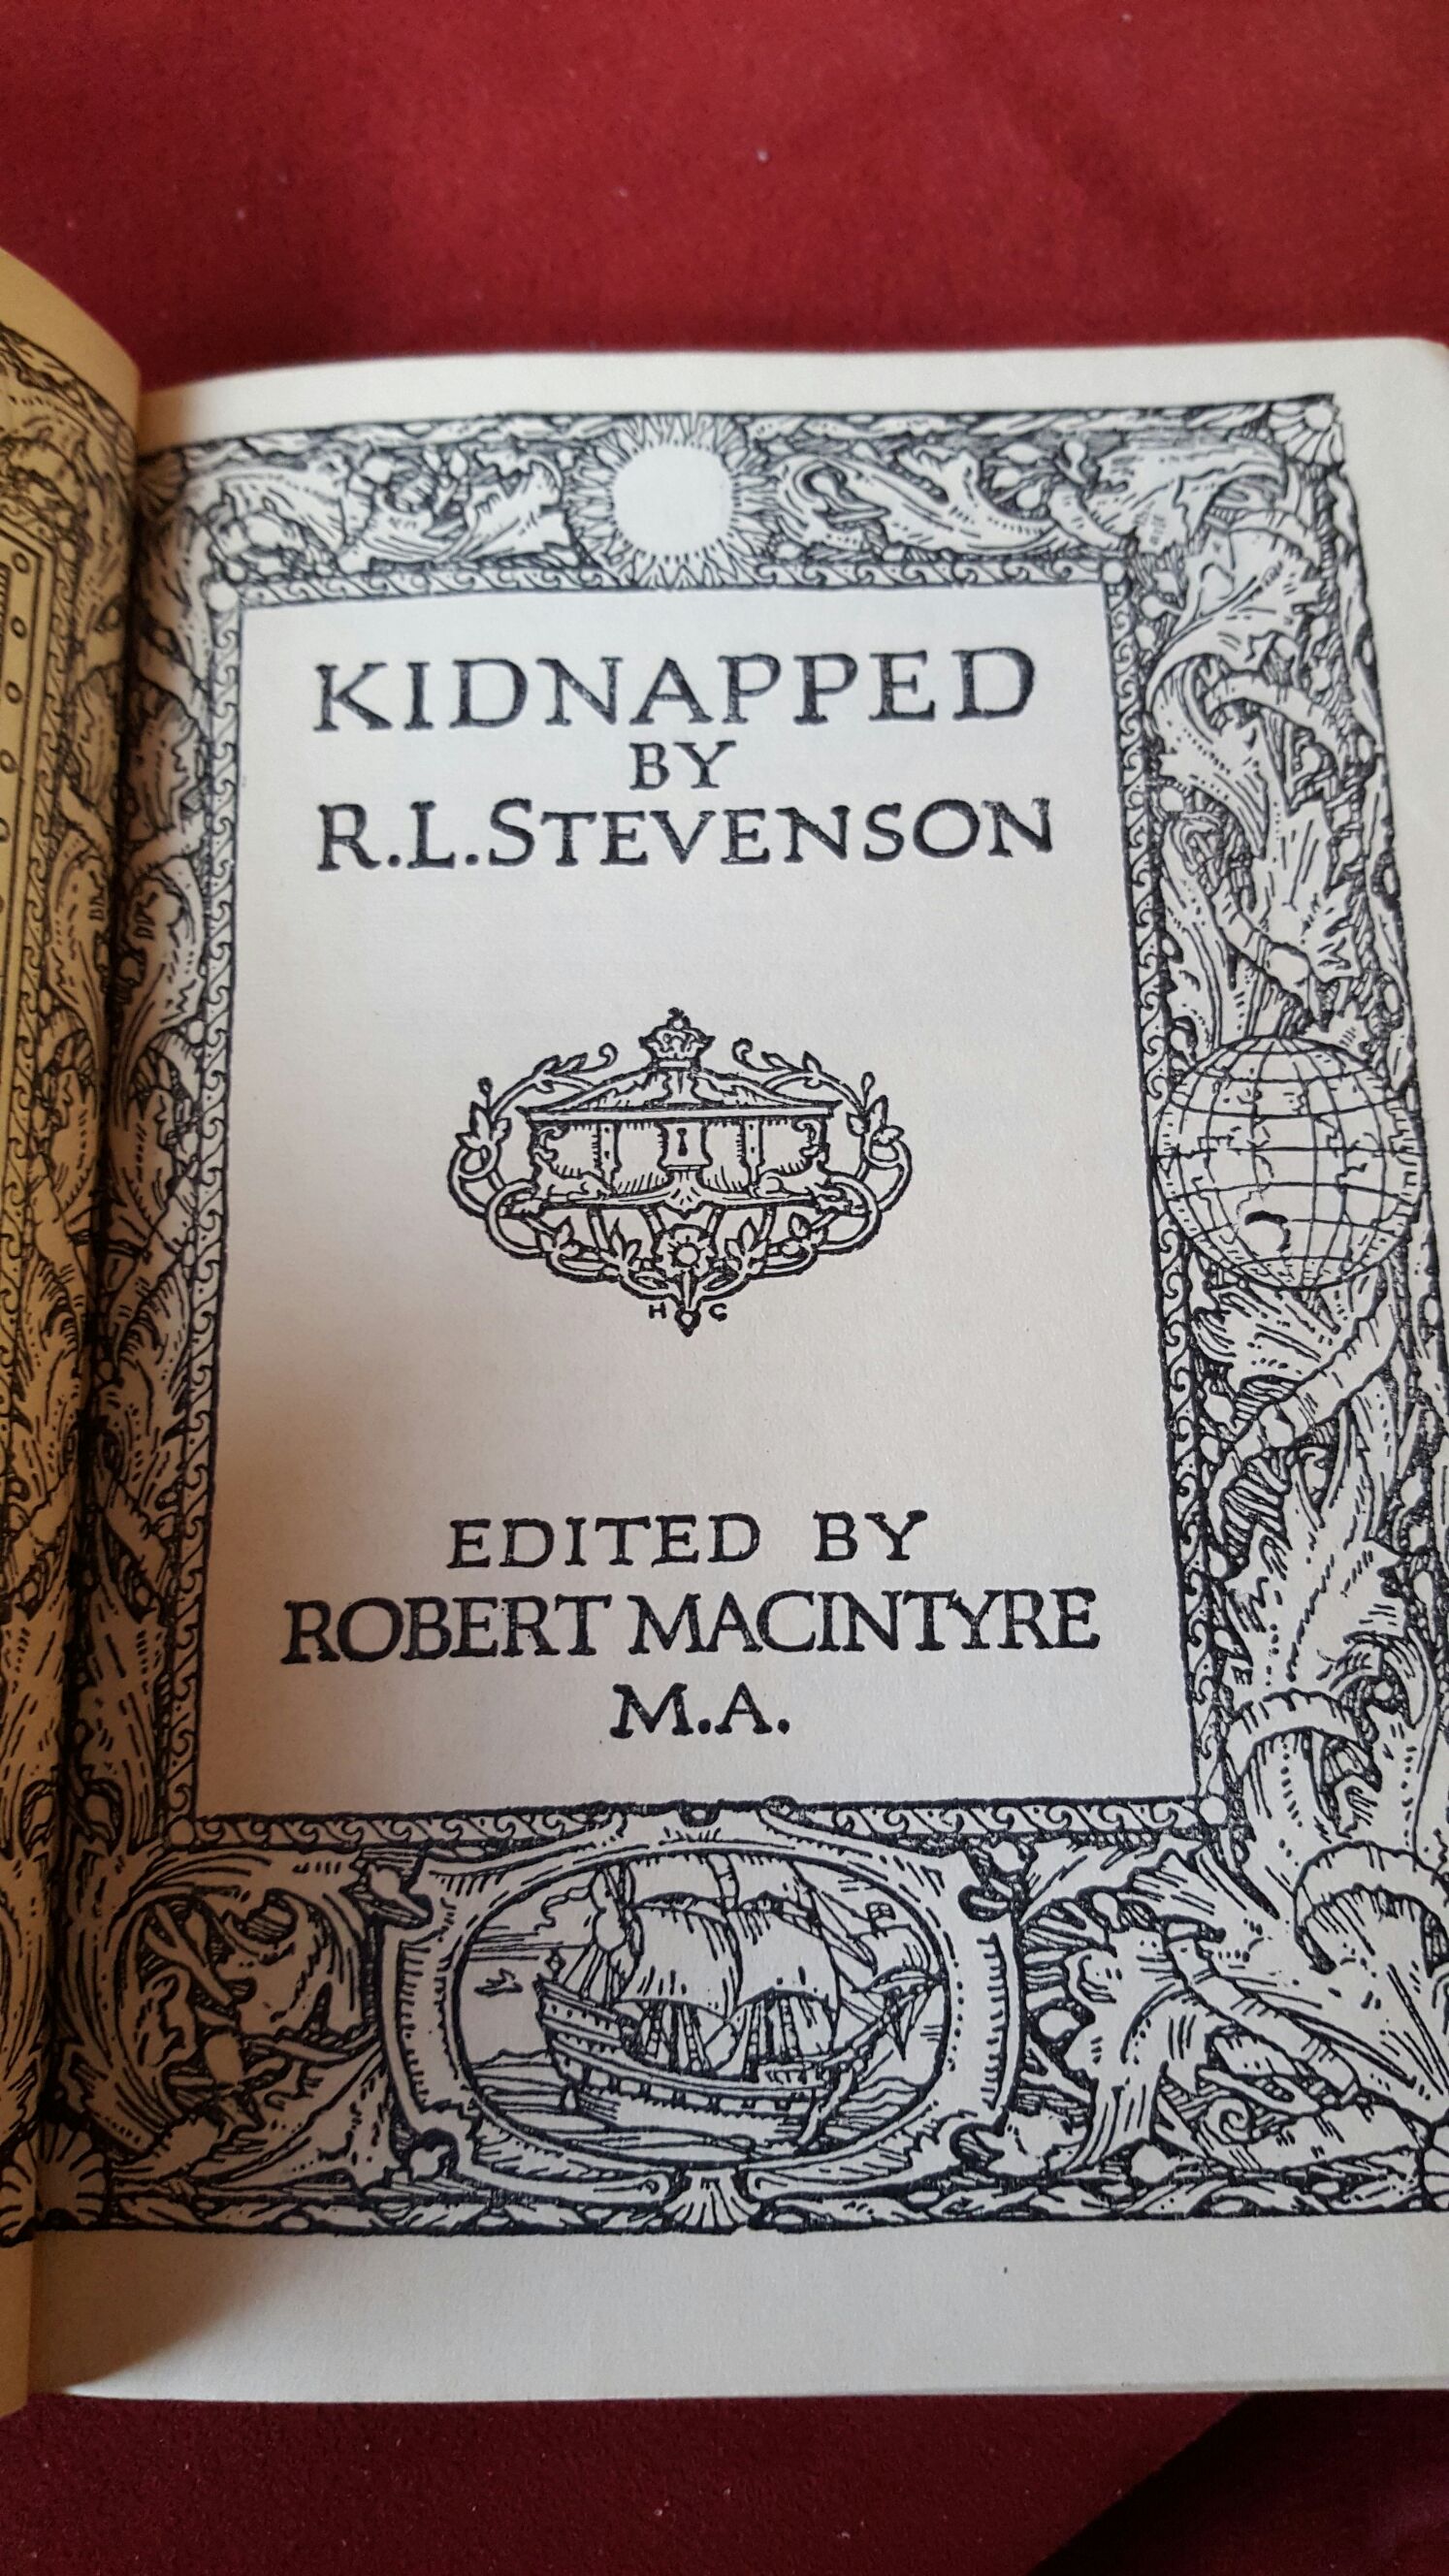 KIDNAPPED
BY
R.L.STEVENSON
H C
EDITED BY
ROBERT MACINTYRE
M.A.